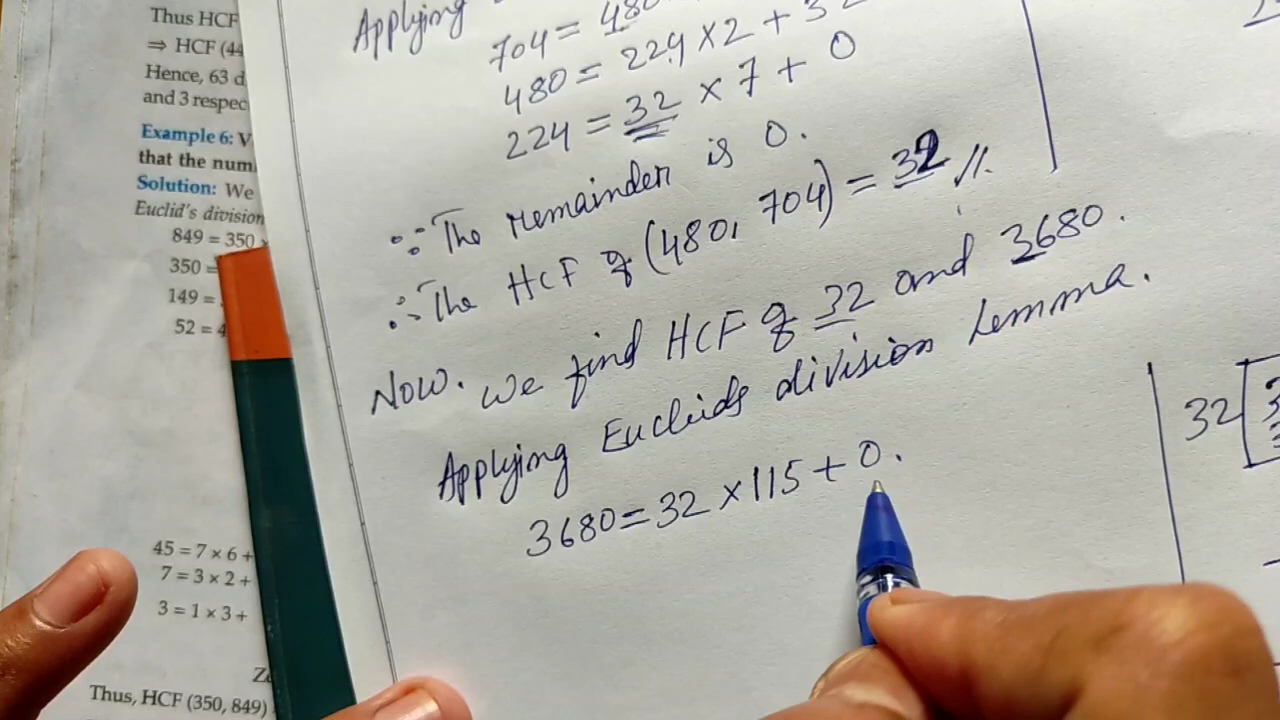 Thus HCF
⇒ HCF (44
Hence, 63 d
and 3 respec
Example 6: V
that the num
Solution: We
Euclid's division
849 = 350 ×
350 =
149 =
52 = 4
45 = 7 × 6 +
7 = 3 × 2 +
3 = 1 × 3 +
Thus, HCF (350, 849)
Applying
704 = 480
480 = 224 × 2 + 32
224 = 32 × 7 + 0
∵ The remainder is 0.
∴ The HCF of (480, 704) = 32 //.
Now. We find HCF of 32 and 3680.
Applying Euclids division lemma.
3680 = 32 × 115 + 0.
32